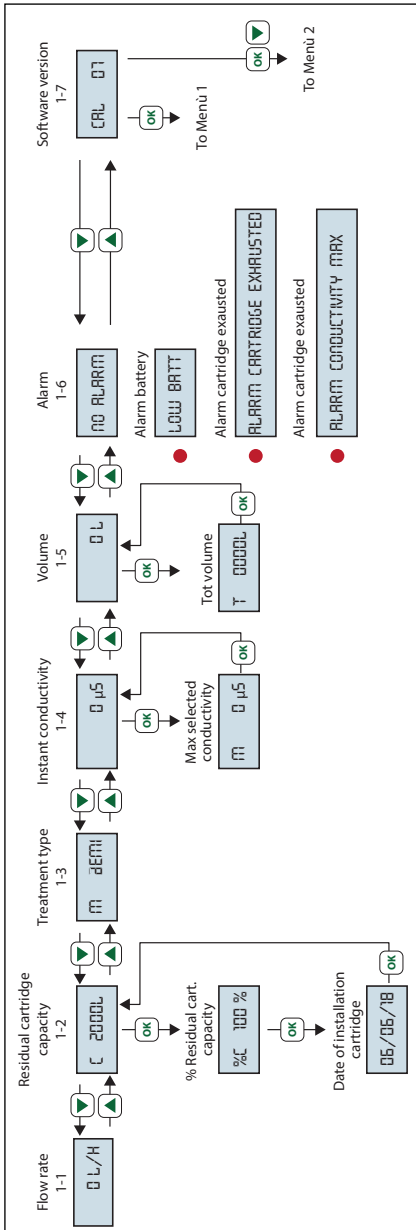 Flow rate
1-1
0 L/H
Residual cartridge
capacity
1-2
C 2000L
OK
% Residual cart.
capacity
%C 100 %
OK
Date of installation
cartridge
06/06/18
OK
Treatment type
1-3
M dEMI
Instant conductivity
1-4
0 µS
OK
Max selected
conductivity
M 0 µS
OK
Volume
1-5
0 L
OK
Tot volume
T 0000L
OK
Alarm
1-6
NO ALARM
Alarm battery
LOW BATT
Alarm cartridge exausted
ALARM CARTRIDGE EXHAUSTED
Alarm cartridge exausted
ALARM CONDUCTIVITY MAX
Software version
1-7
CAL 07
OK
To Menù 1
OK
To Menù 2